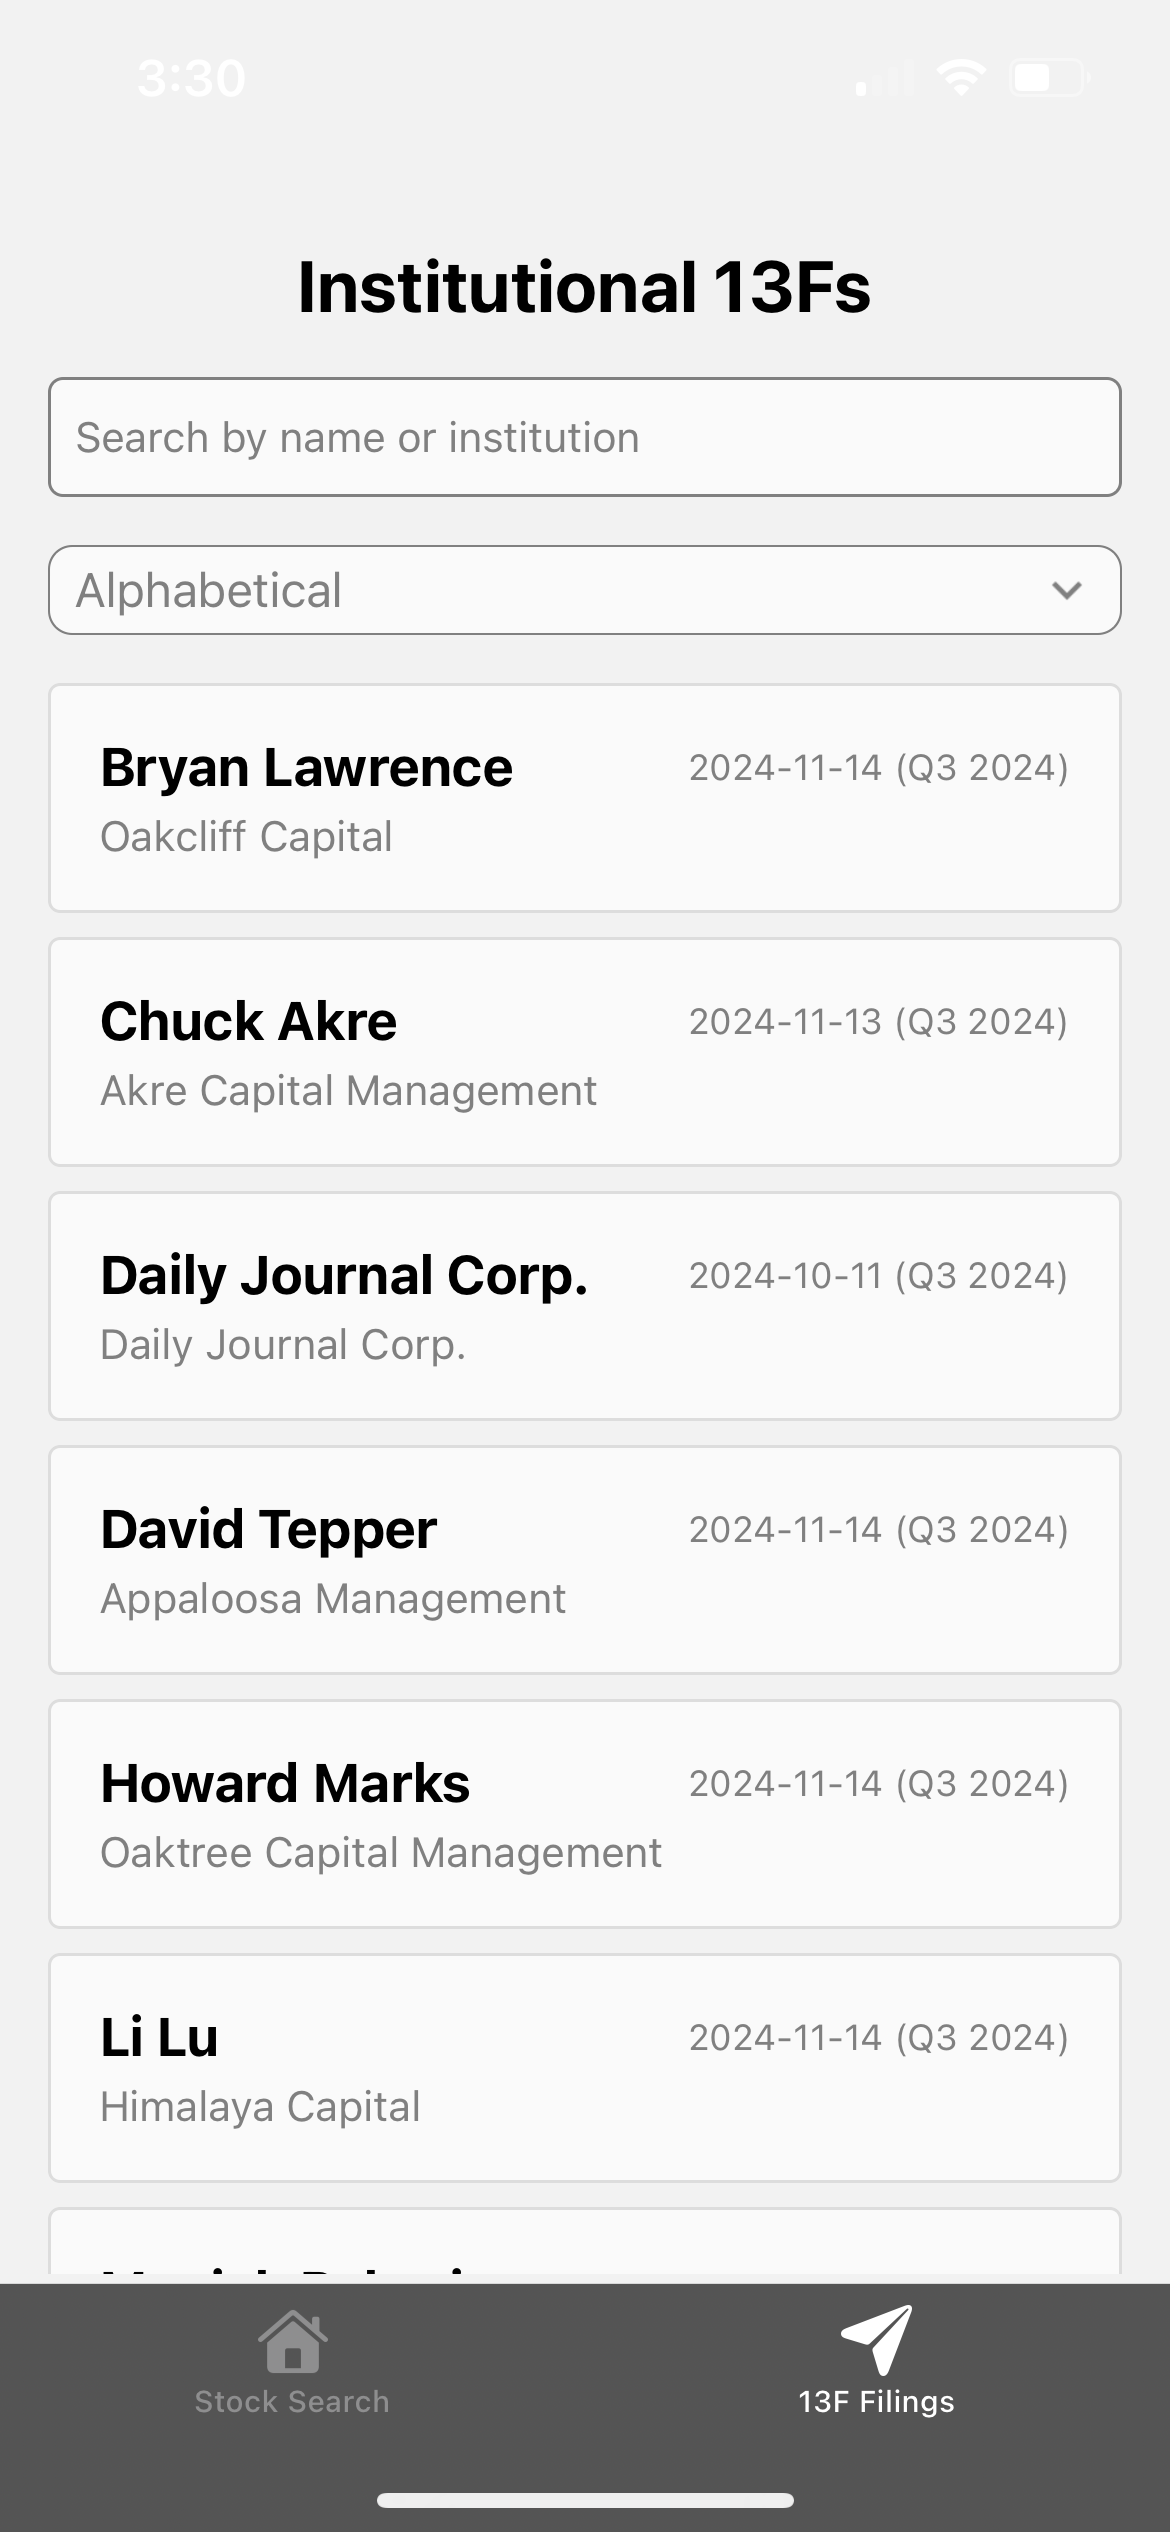 3:30
Institutional 13Fs
Search by name or institution
Alphabetical
Bryan Lawrence 2024-11-14 (Q3 2024)
Oakcliff Capital
Chuck Akre 2024-11-13 (Q3 2024)
Akre Capital Management
Daily Journal Corp. 2024-10-11 (Q3 2024)
Daily Journal Corp.
David Tepper 2024-11-14 (Q3 2024)
Appaloosa Management
Howard Marks 2024-11-14 (Q3 2024)
Oaktree Capital Management
Li Lu 2024-11-14 (Q3 2024)
Himalaya Capital
Stock Search 13F Filings